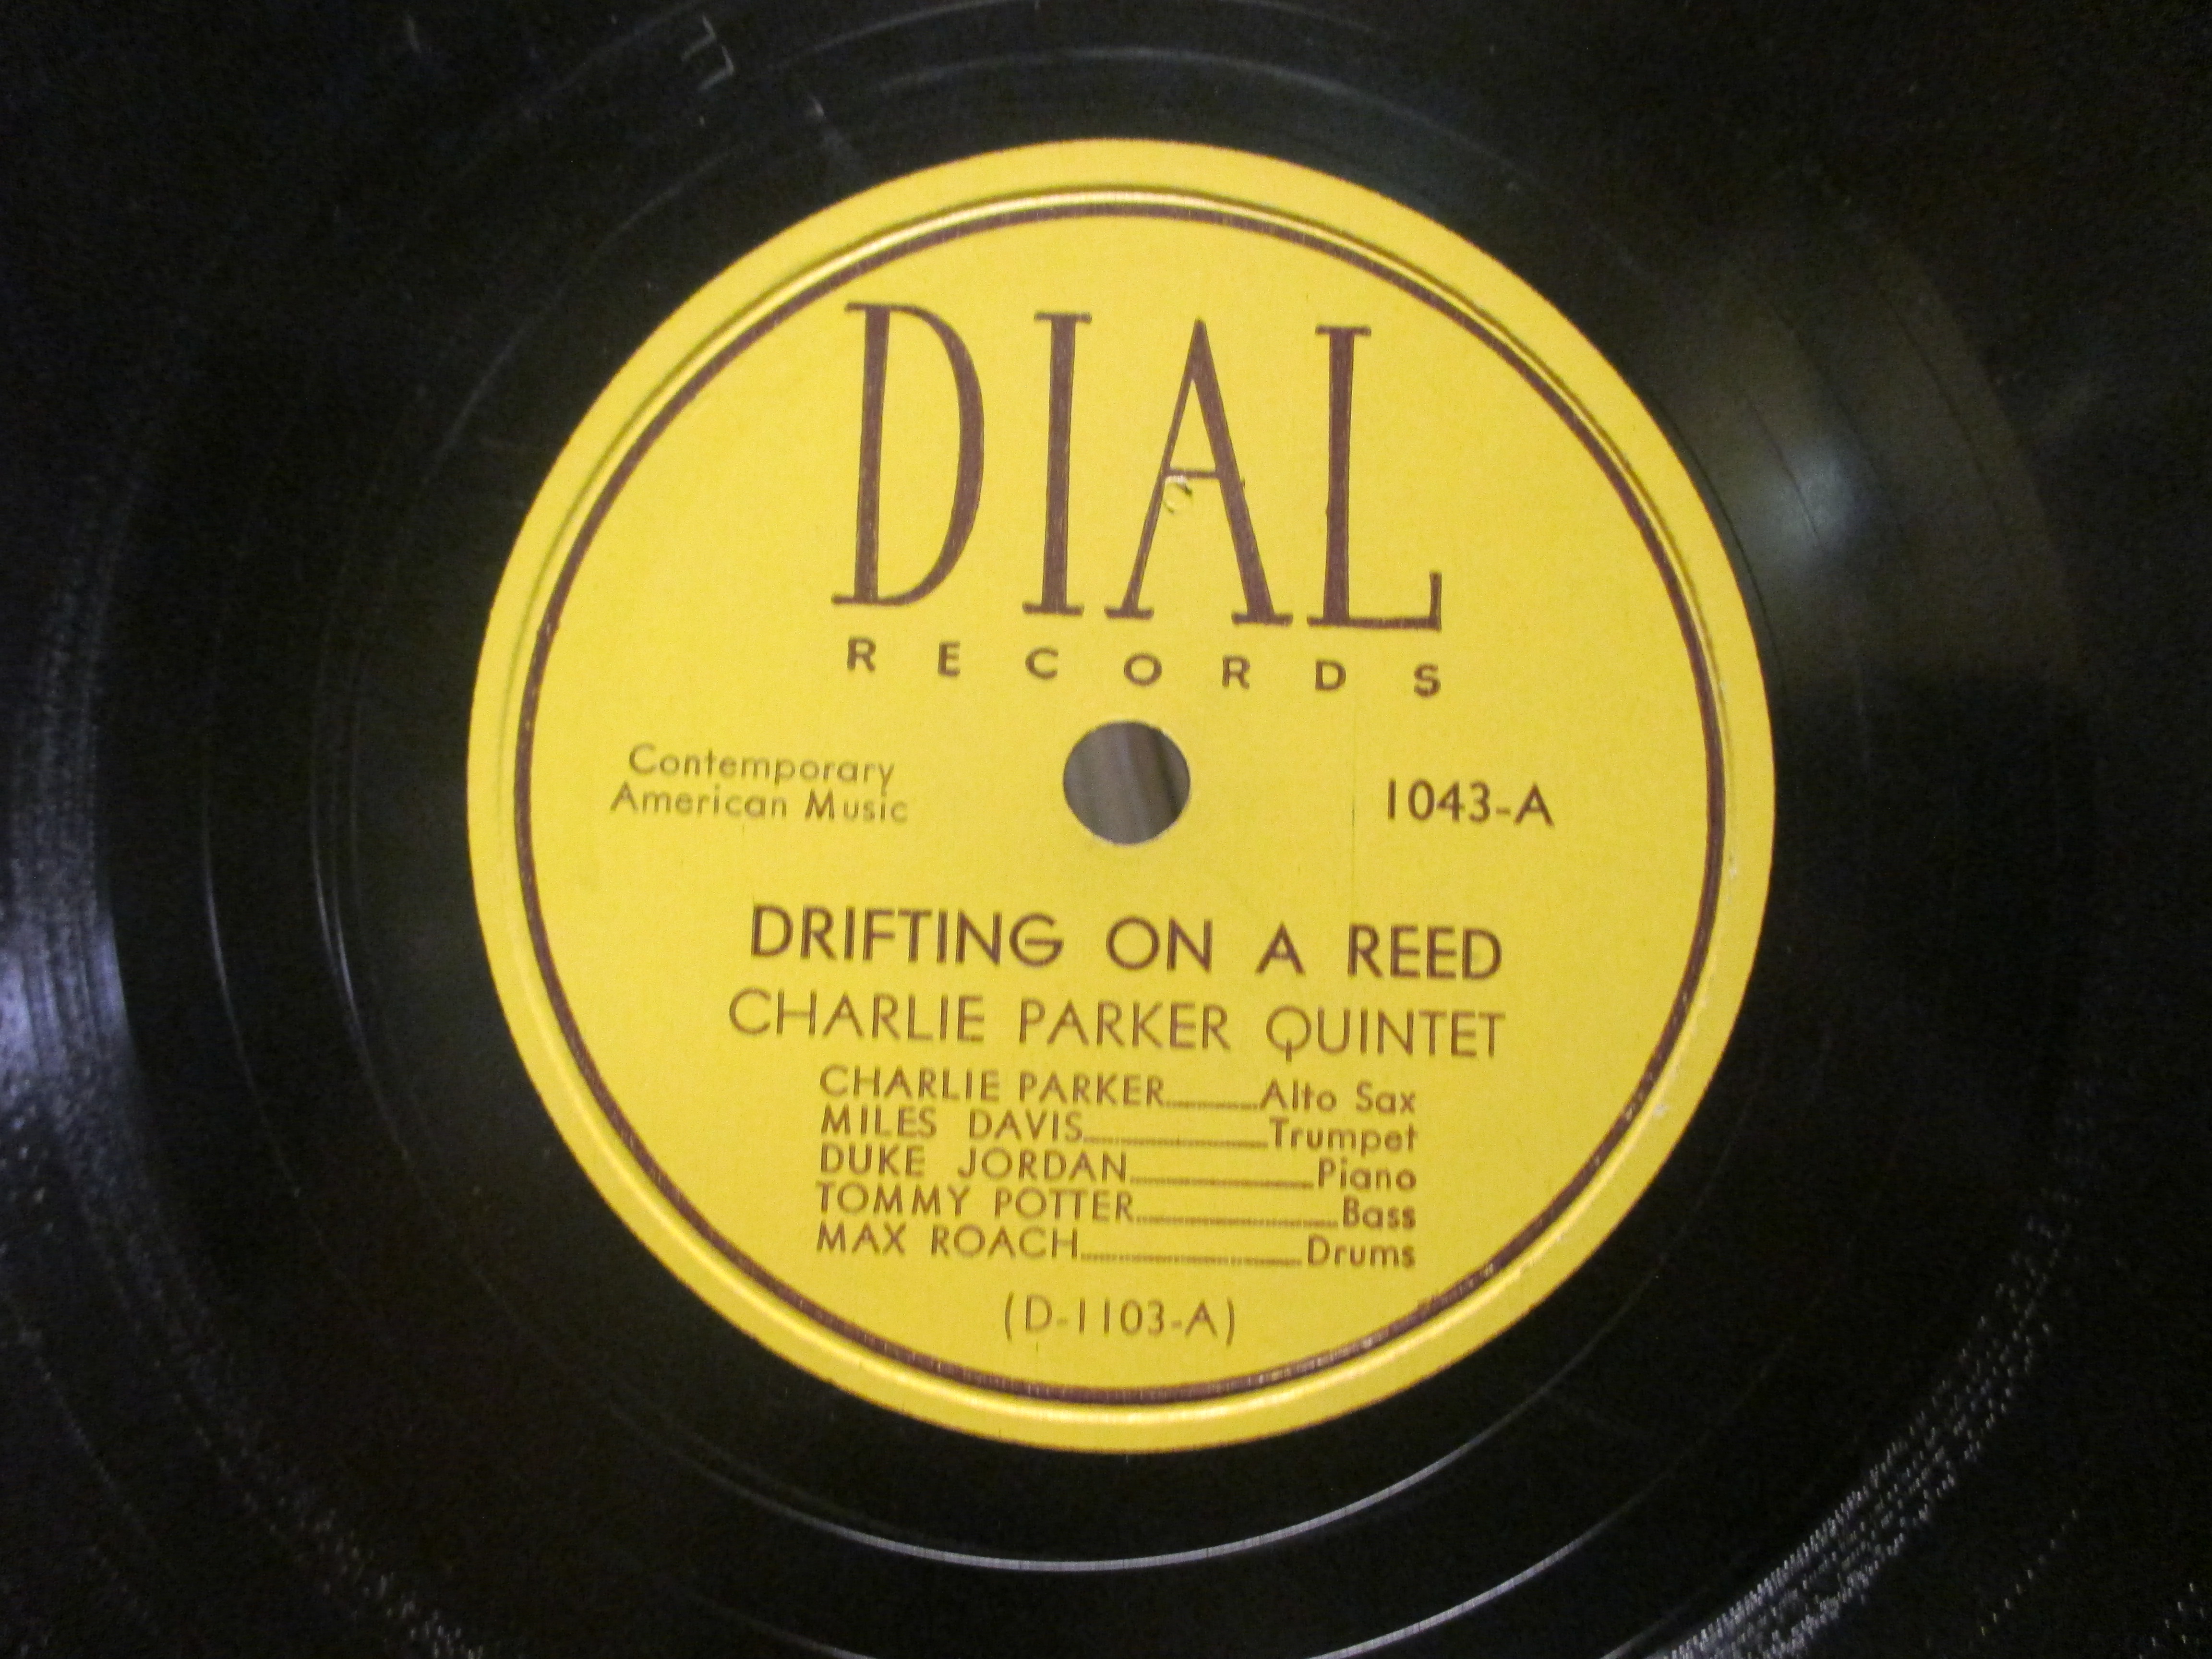 DIAL
RECORDS
Contemporary
American Music
1043-A
DRIFTING ON A REED
CHARLIE PARKER QUINTET
CHARLIE PARKER Alto Sax
MILES DAVIS Trumpet
DUKE JORDAN Piano
TOMMY POTTER Bass
MAX ROACH Drums
(D-1103-A)